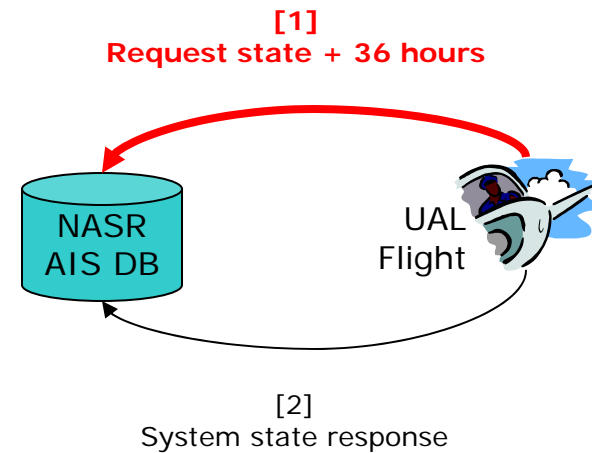 [1]
Request state + 36 hours
NASR
AIS DB
UAL
Flight
[2]
System state response